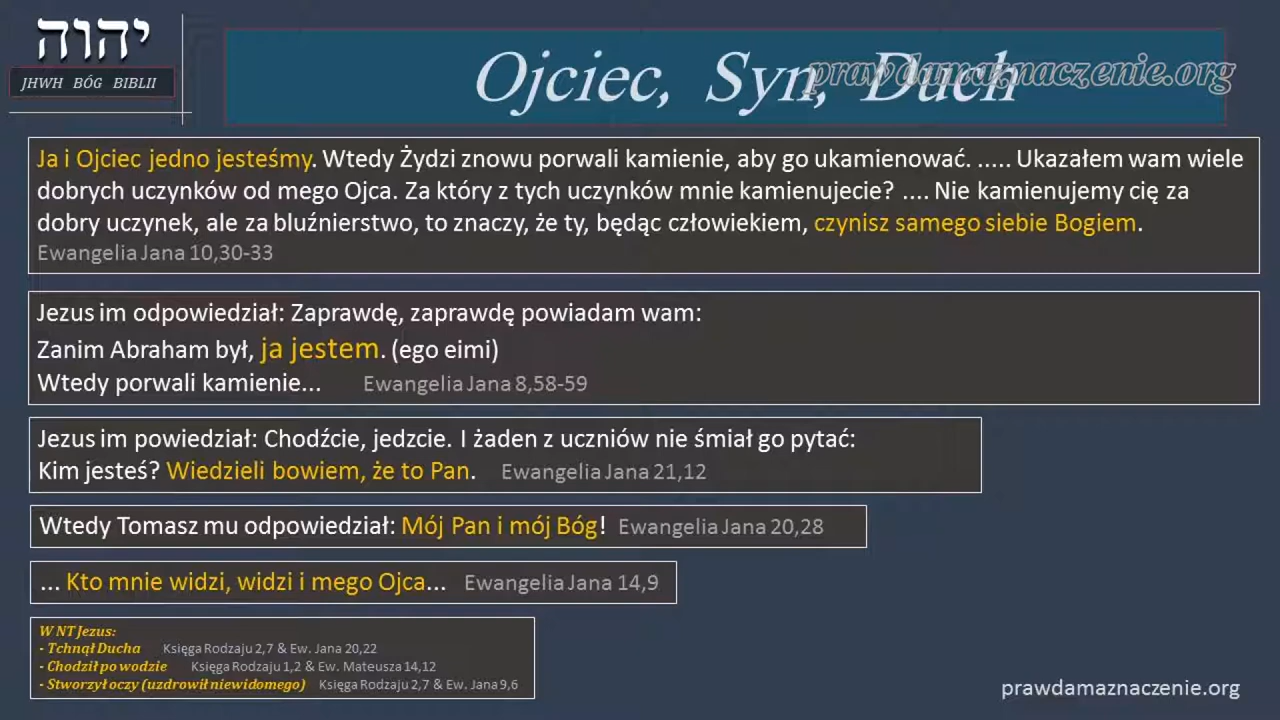 יהוה
JHWH BÓG BIBLII
Ojciec, Syn, Duch
prawdamaznaczenie.org
Ja i Ojciec jedno jesteśmy. Wtedy Żydzi znowu porwali kamienie, aby go ukamienować. ..... Ukazałem wam wiele
dobrych uczynków od mego Ojca. Za który z tych uczynków mnie kamienujecie? .... Nie kamienujemy cię za
dobry uczynek, ale za bluźnierstwo, to znaczy, że ty, będąc człowiekiem, czynisz samego siebie Bogiem.
Ewangelia Jana 10,30-33
Jezus im odpowiedział: Zaprawdę, zaprawdę powiadam wam:
Zanim Abraham był, ja jestem. (ego eimi)
Wtedy porwali kamienie... Ewangelia Jana 8,58-59
Jezus im powiedział: Chodźcie, jedzcie. I żaden z uczniów nie śmiał go pytać:
Kim jesteś? Wiedzieli bowiem, że to Pan. Ewangelia Jana 21,12
Wtedy Tomasz mu odpowiedział: Mój Pan i mój Bóg! Ewangelia Jana 20,28
... Kto mnie widzi, widzi i mego Ojca... Ewangelia Jana 14,9
W NT Jezus:
- Tchnął Ducha Księga Rodzaju 2,7 & Ew. Jana 20,22
- Chodził po wodzie Księga Rodzaju 1,2 & Ew. Mateusza 14,12
- Stworzył oczy (uzdrowił niewidomego) Księga Rodzaju 2,7 & Ew. Jana 9,6
prawdamaznaczenie.org